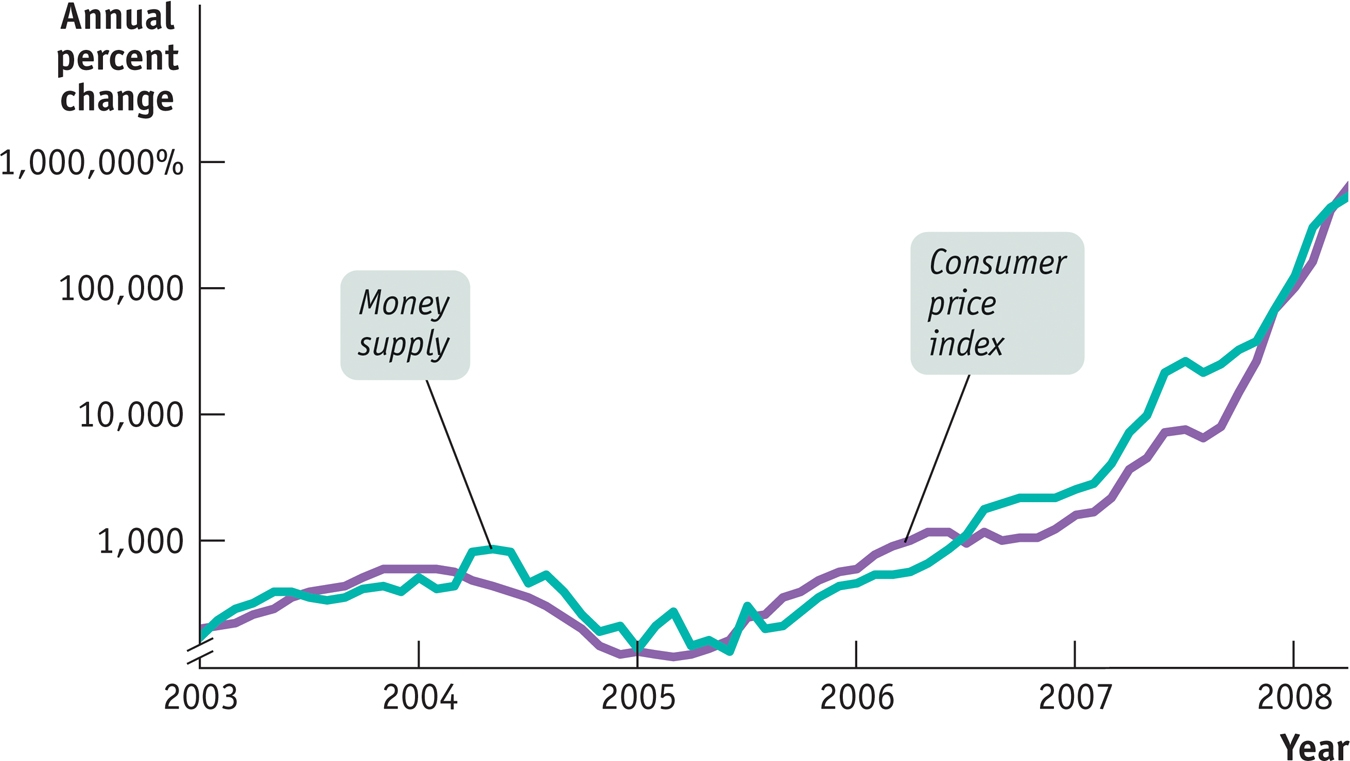 Annual
percent
change
1,000,000%
100,000
10,000
1,000
Money
supply
Consumer
price
index
2003 2004 2005 2006 2007 2008
Year